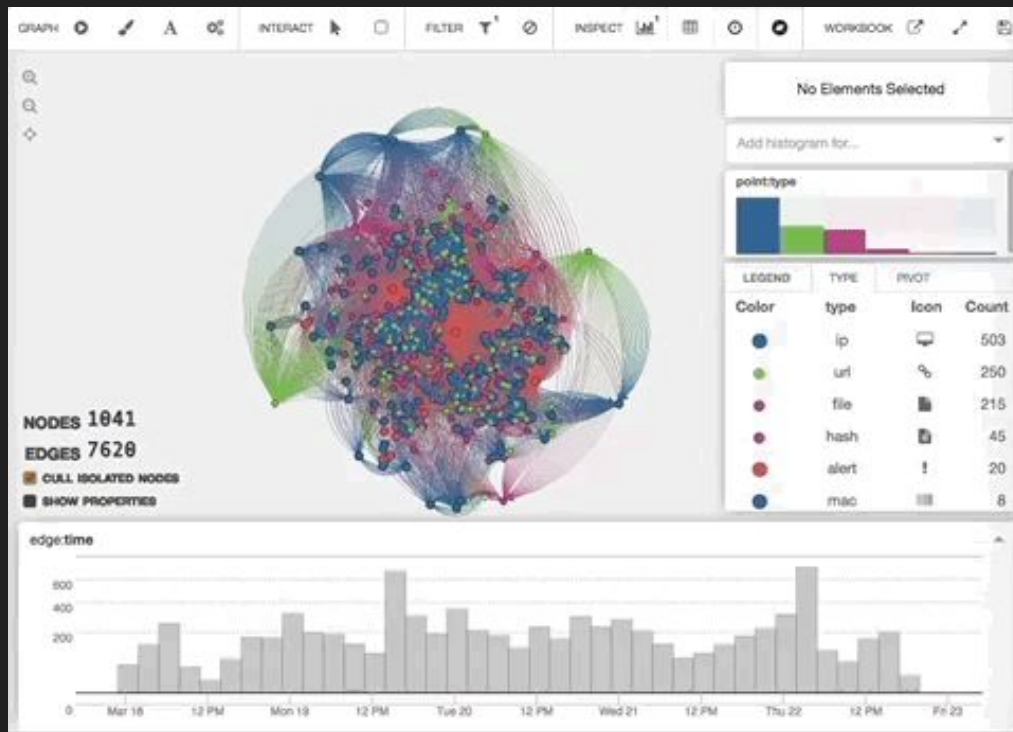 GRAPH A INTERACT FILTER 1 INSPECT 1 WORKBOOK
No Elements Selected
Add histogram for...
point:type
LEGEND TYPE PIVOT
Color type Icon Count
ip 503
url 250
file 215
hash 45
alert ! 20
mac 8
NODES 1041
EDGES 7620
CULL ISOLATED NODES
SHOW PROPERTIES
edge:time
600
400
200
0
Mar 18 12 PM Mon 19 12 PM Tue 20 12 PM Wed 21 12 PM Thu 22 12 PM Fri 23